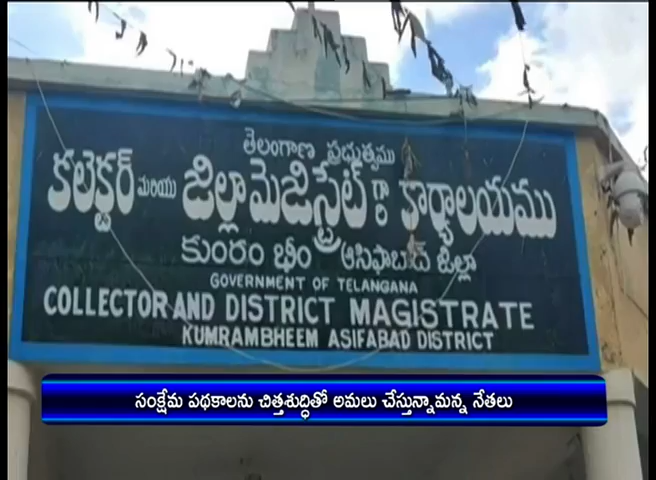 తెలంగాణ ప్రభుత్వము
కలెక్టర్ మరియు జిల్లా మెజిస్ట్రేట్ గార్ల కార్యాలయము
కుంరం భీం ఆసిఫాబాద్ జిల్లా
GOVERNMENT OF TELANGANA
COLLECTOR AND DISTRICT MAGISTRATE
KUMRAMBHEEM ASIFABAD DISTRICT
సంక్షేమ పథకాలను చిత్తశుద్ధితో అమలు చేస్తున్నామన్న నేతలు